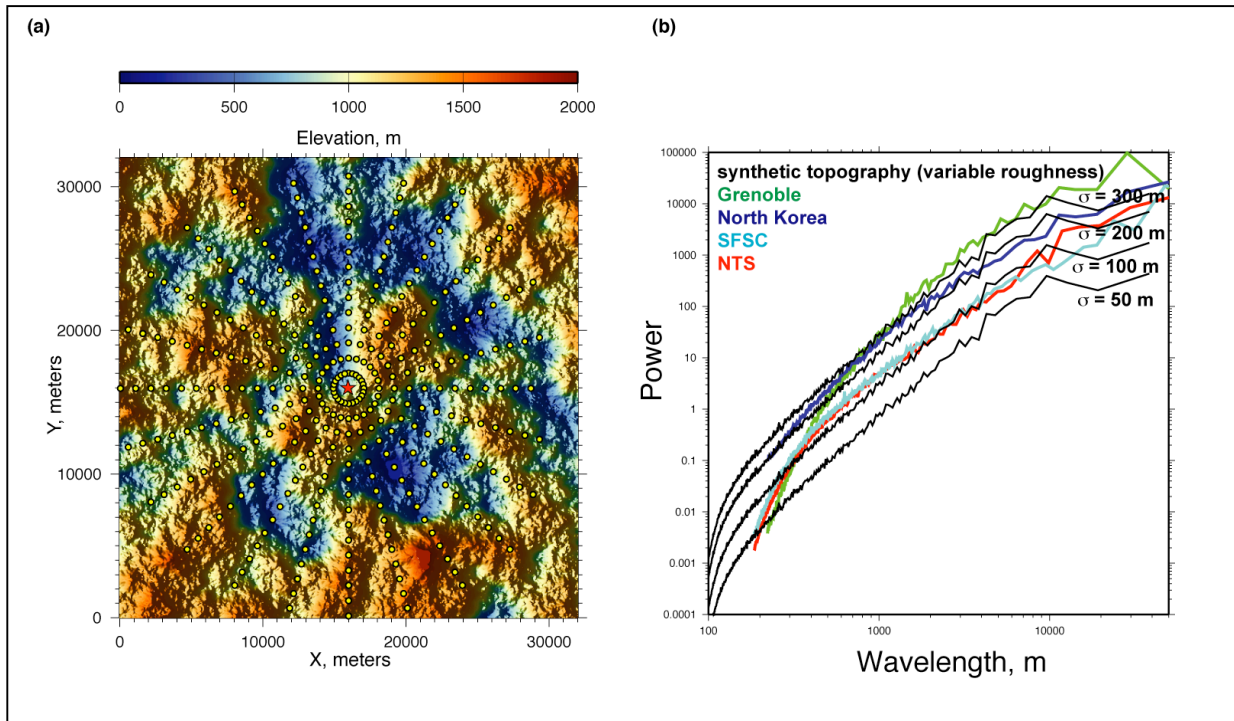 (a)
0 500 1000 1500 2000
Elevation, m
30000
20000
10000
0
Y, meters
0 10000 20000 30000
X, meters
(b)
100000
10000
1000
100
10
1
0.1
0.01
0.001
0.0001
Power
synthetic topography (variable roughness)
Grenoble
North Korea
SFSC
NTS
σ = 300 m
σ = 200 m
σ = 100 m
σ = 50 m
100 1000 10000
Wavelength, m